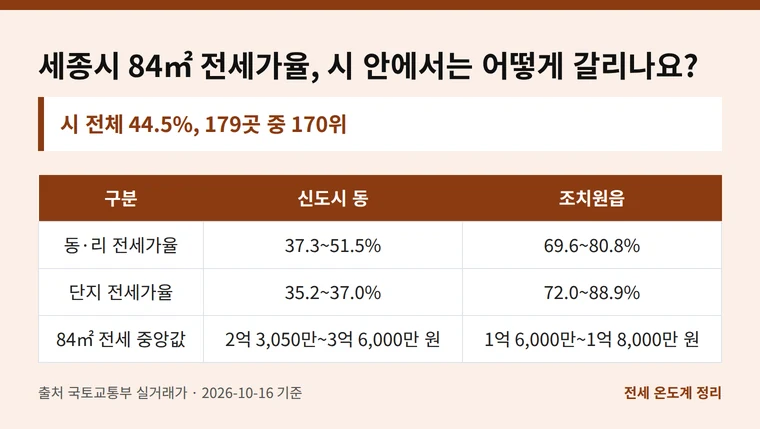 세종시 84㎡ 전세가율, 시 안에서는 어떻게 갈리나요?
시 전체 44.5%, 179곳 중 170위
구분 신도시 동 조치원읍
동·리 전세가율 37.3~51.5% 69.6~80.8%
단지 전세가율 35.2~37.0% 72.0~88.9%
84㎡ 전세 중앙값 2억 3,050만~3억 6,000만 원 1억 6,000만~1억 8,000만 원
출처 국토교통부 실거래가 · 2026-10-16 기준 전세 온도계 정리